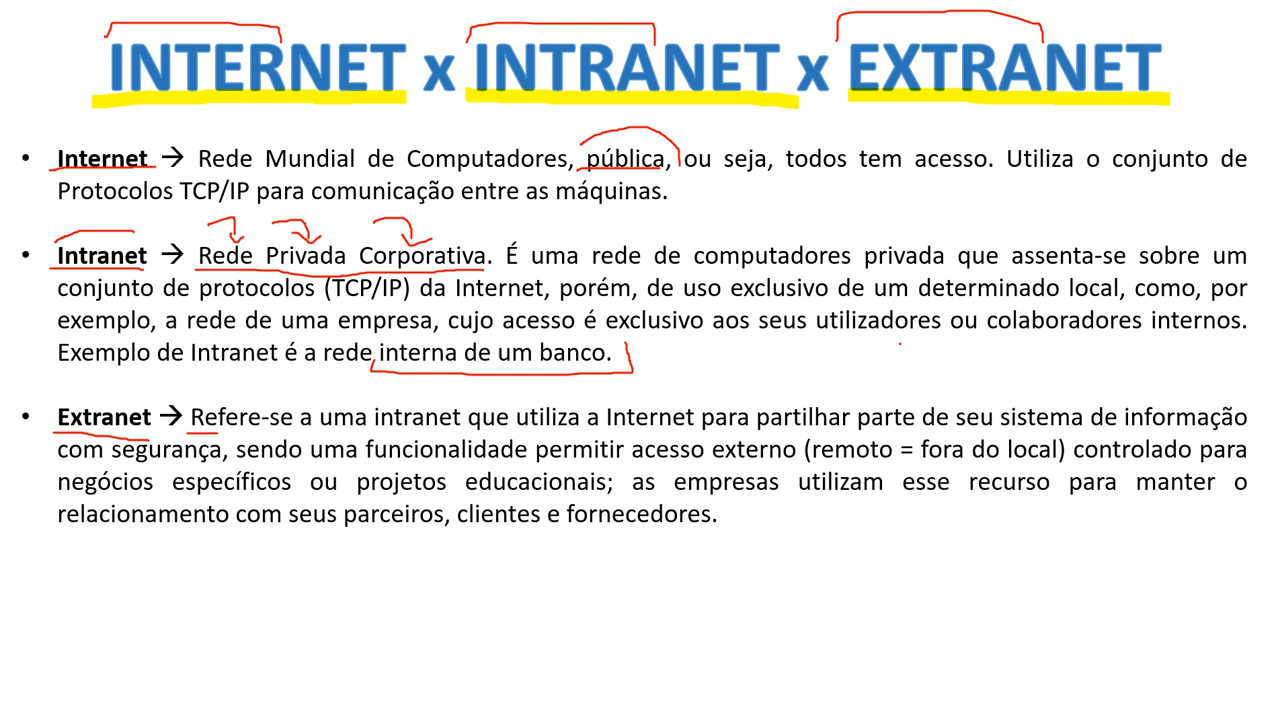 INTERNET x INTRANET x EXTRANET
• Internet → Rede Mundial de Computadores, pública, ou seja, todos tem acesso. Utiliza o conjunto de
Protocolos TCP/IP para comunicação entre as máquinas.
• Intranet → Rede Privada Corporativa. É uma rede de computadores privada que assenta-se sobre um
conjunto de protocolos (TCP/IP) da Internet, porém, de uso exclusivo de um determinado local, como, por
exemplo, a rede de uma empresa, cujo acesso é exclusivo aos seus utilizadores ou colaboradores internos.
Exemplo de Intranet é a rede interna de um banco.
• Extranet → Refere-se a uma intranet que utiliza a Internet para partilhar parte de seu sistema de informação
com segurança, sendo uma funcionalidade permitir acesso externo (remoto = fora do local) controlado para
negócios específicos ou projetos educacionais; as empresas utilizam esse recurso para manter o
relacionamento com seus parceiros, clientes e fornecedores.